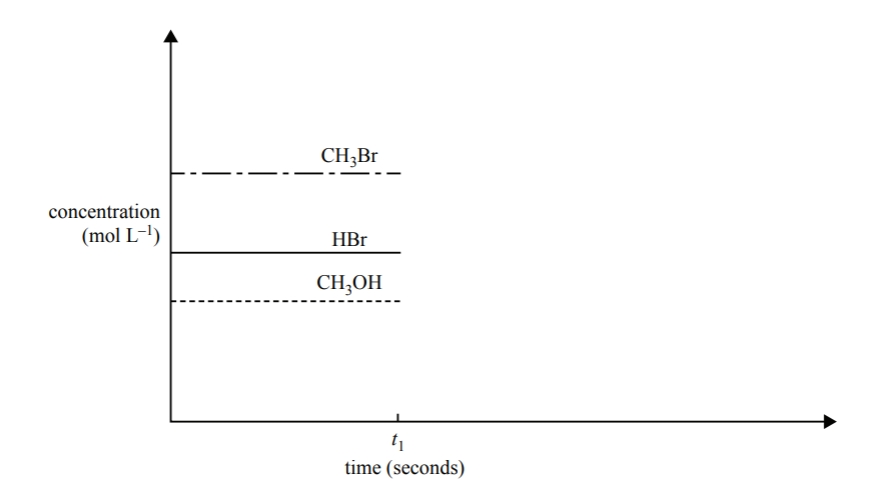 CH₃Br
concentration
(mol L⁻¹)
HBr
CH₃OH
t₁
time (seconds)